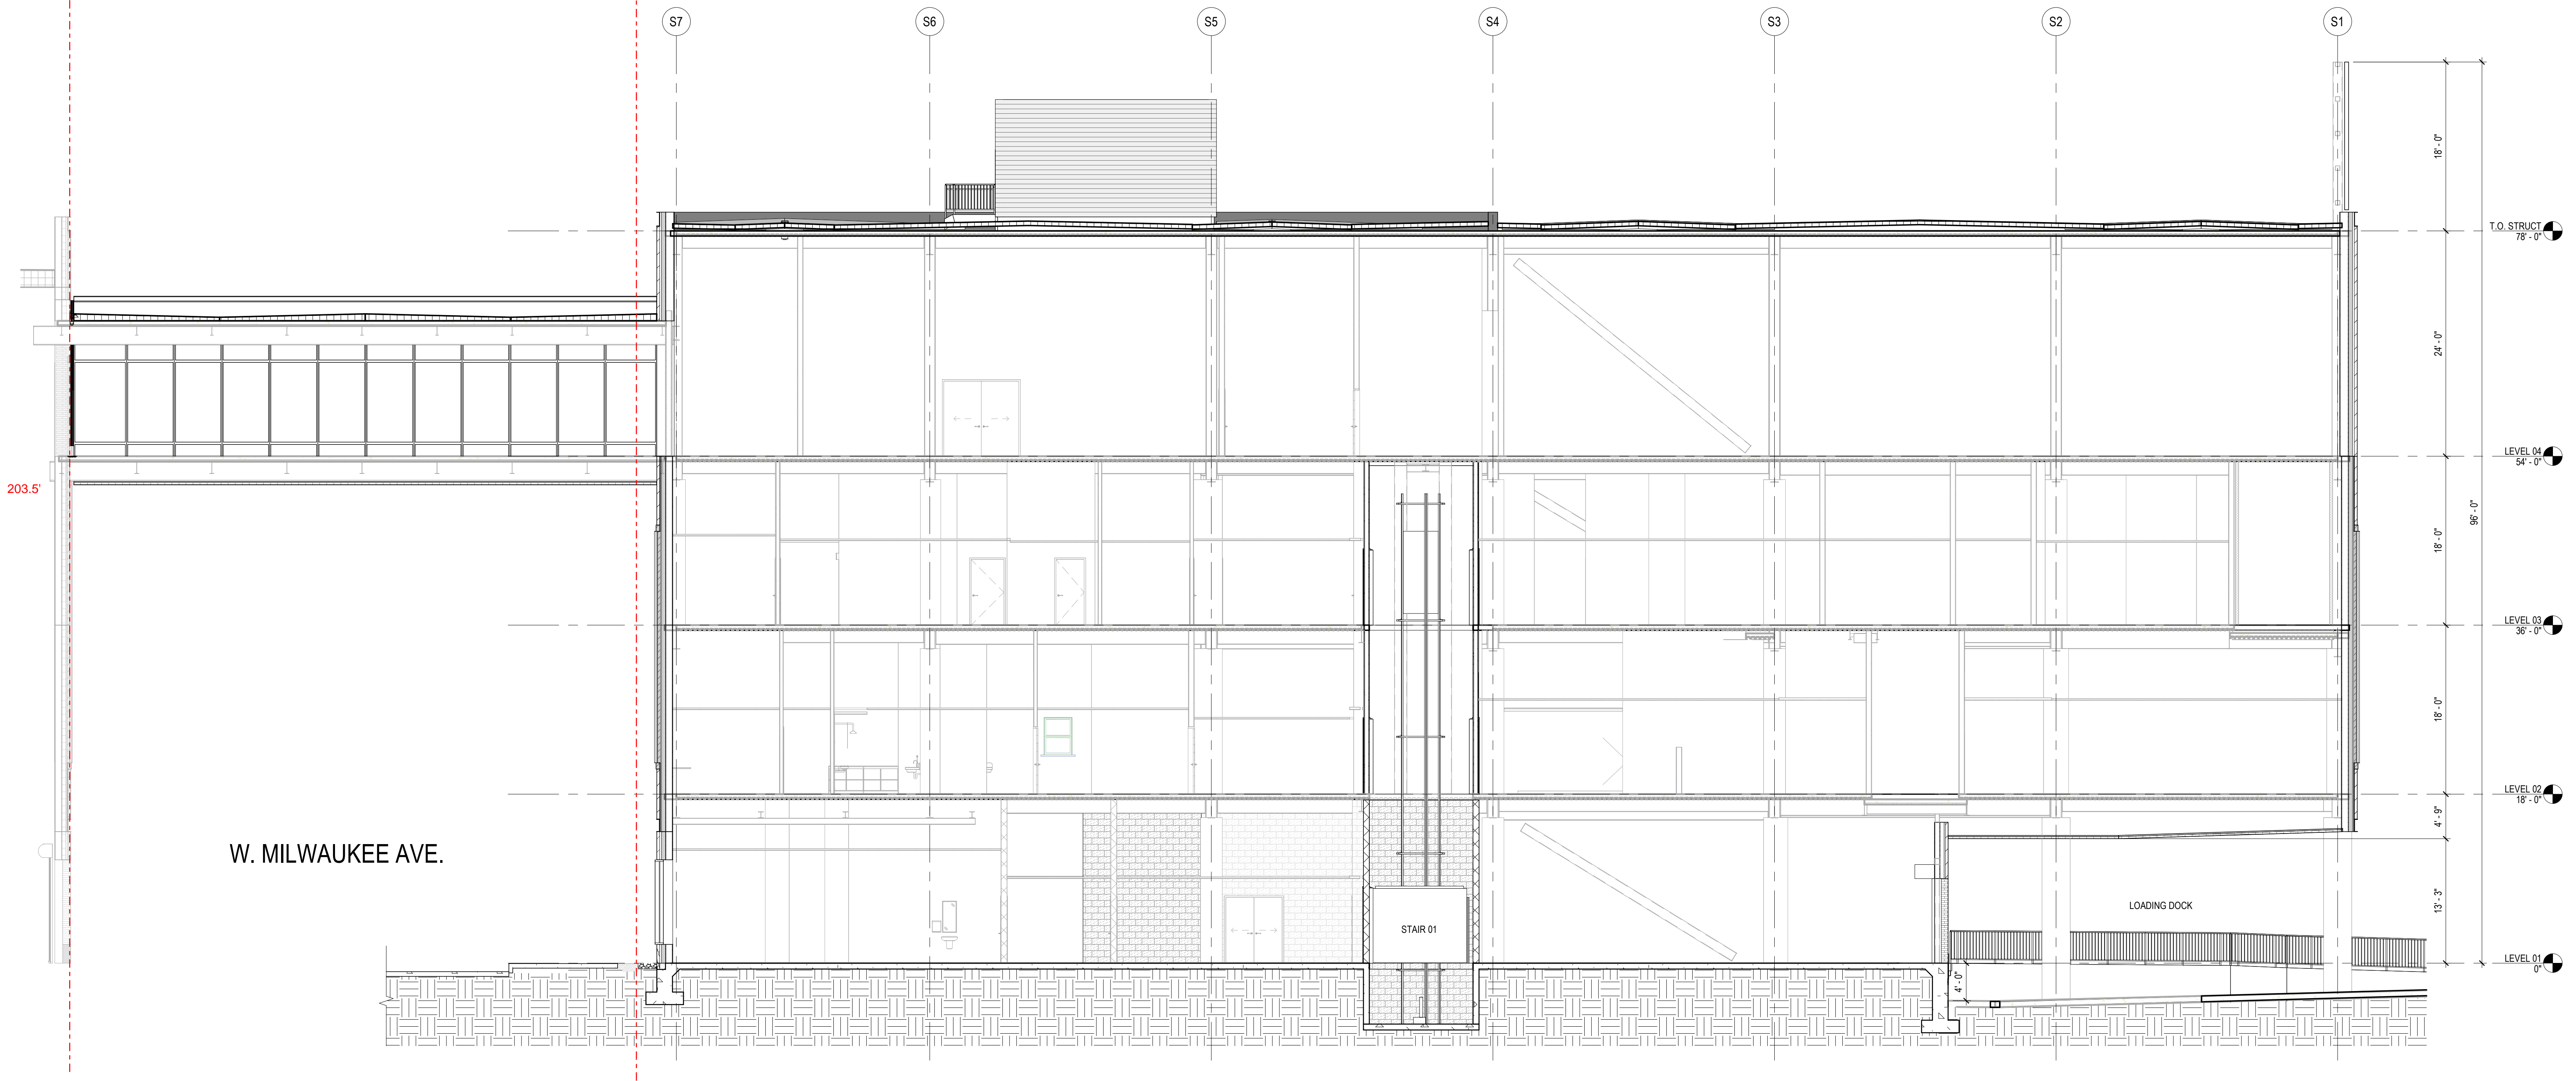 S7
S6
S5
S4
S3
S2
S1
18' - 0"
T.O. STRUCT
78' - 0"
24' - 0"
LEVEL 04
54' - 0"
203.5'
96' - 0"
18' - 0"
LEVEL 03
36' - 0"
18' - 0"
LEVEL 02
18' - 0"
4' - 9"
W. MILWAUKEE AVE.
13' - 3"
LOADING DOCK
STAIR 01
LEVEL 01
0"
4' - 0"